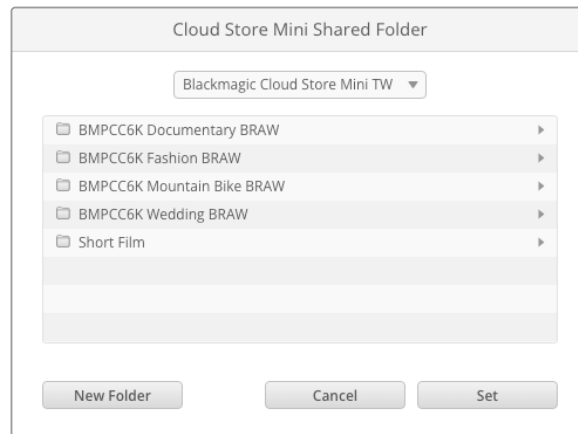 Cloud Store Mini Shared Folder
Blackmagic Cloud Store Mini TW
BMPCC6K Documentary BRAW
BMPCC6K Fashion BRAW
BMPCC6K Mountain Bike BRAW
BMPCC6K Wedding BRAW
Short Film
New Folder Cancel Set